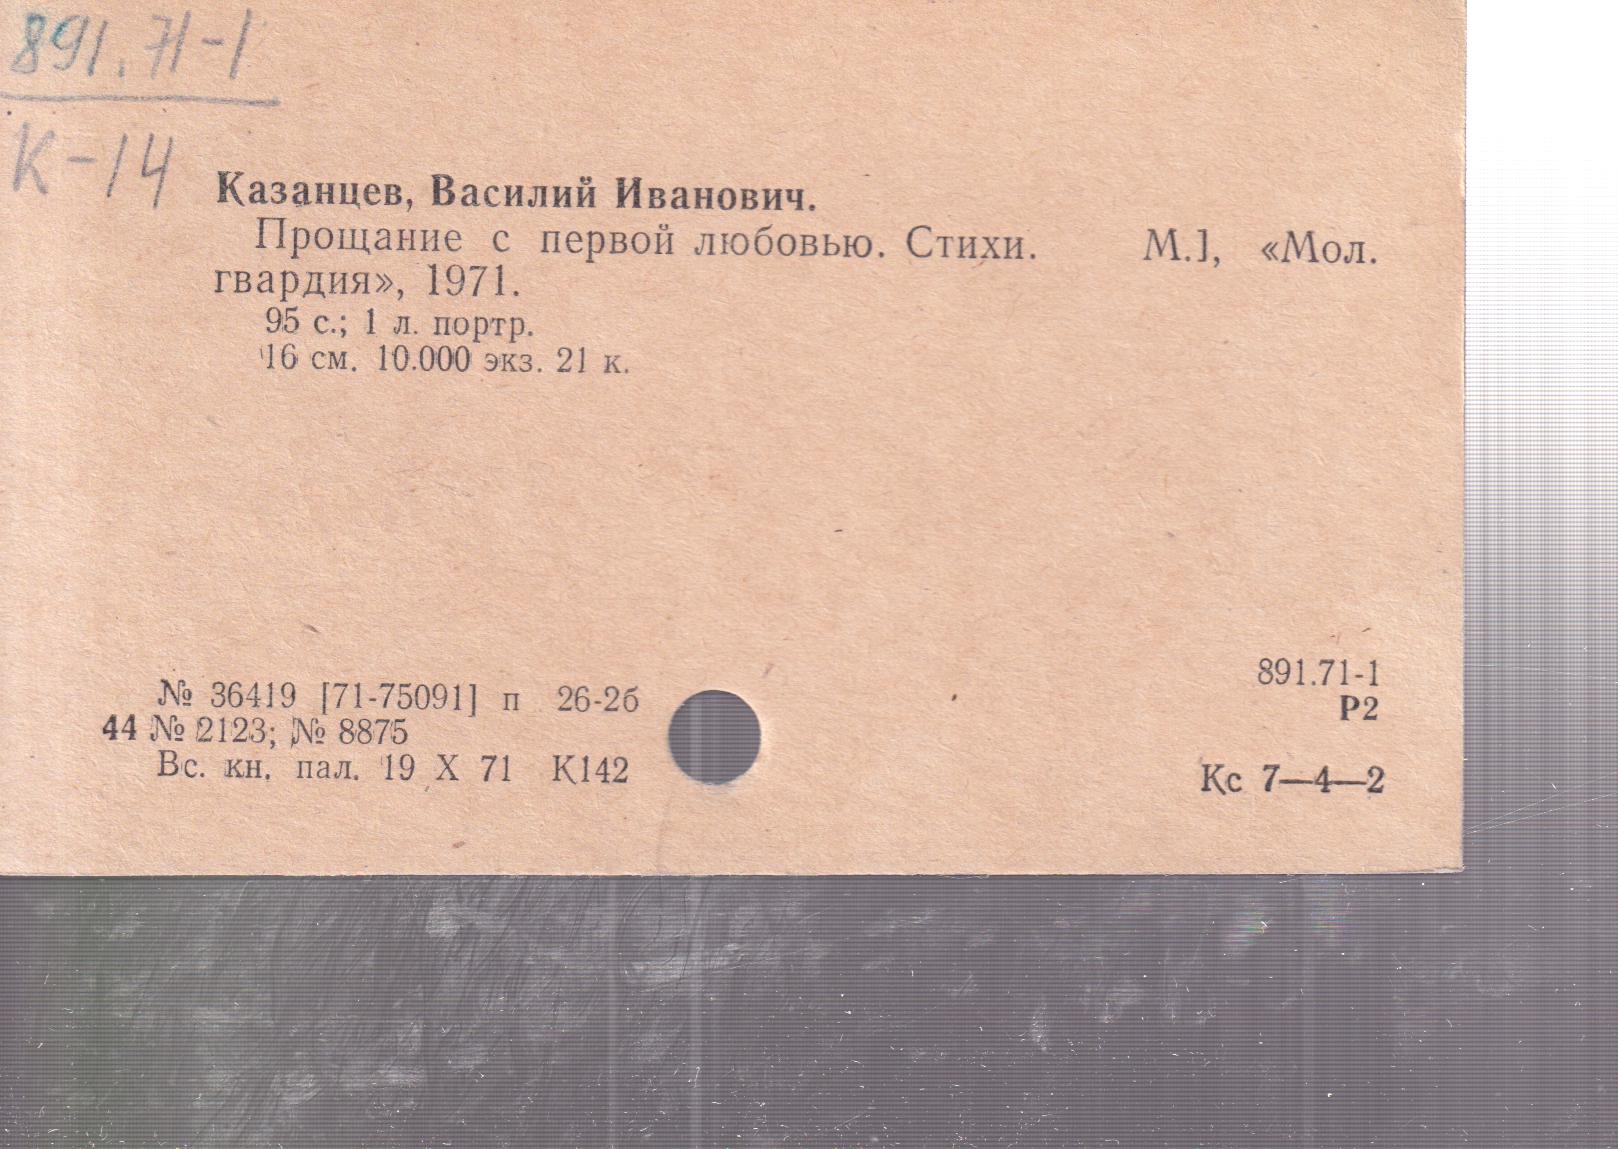 891.71-1
К-14
Казанцев, Василий Иванович.
Прощание с первой любовью. Стихи. М.], «Мол.
гвардия», 1971.
95 с.; 1 л. портр.
16 см. 10.000 экз. 21 к.
№ 36419 [71-75091] п 26-2б
44 № 2123; № 8875
Вс. кн. пал. 19 X 71 К142
891.71-1
Р2
Кс 7—4—2